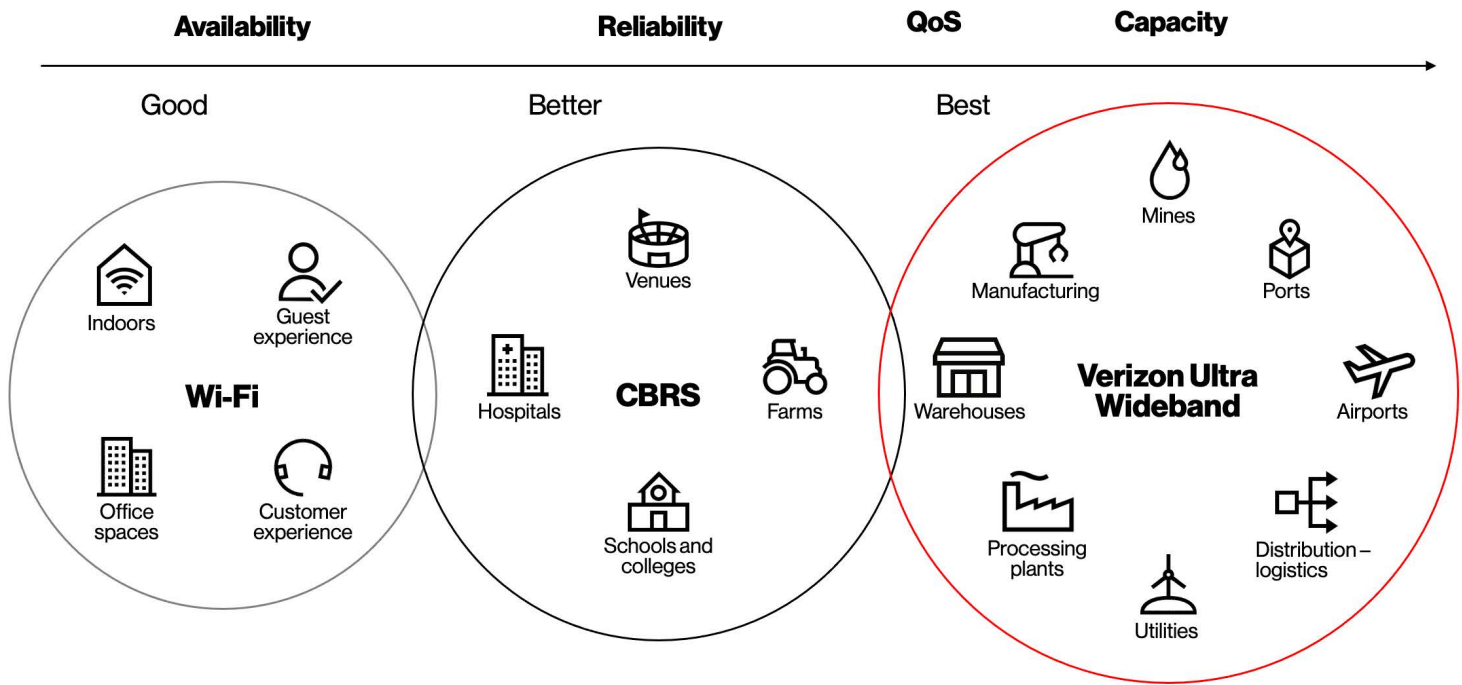 Availability
Reliability
QoS
Capacity
Good
Better
Best
Indoors
Guest
experience
Wi-Fi
Office
spaces
Customer
experience
Venues
Hospitals
CBRS
Farms
Schools and
colleges
Mines
Manufacturing
Ports
Warehouses
Verizon Ultra
Wideband
Airports
Processing
plants
Distribution –
logistics
Utilities